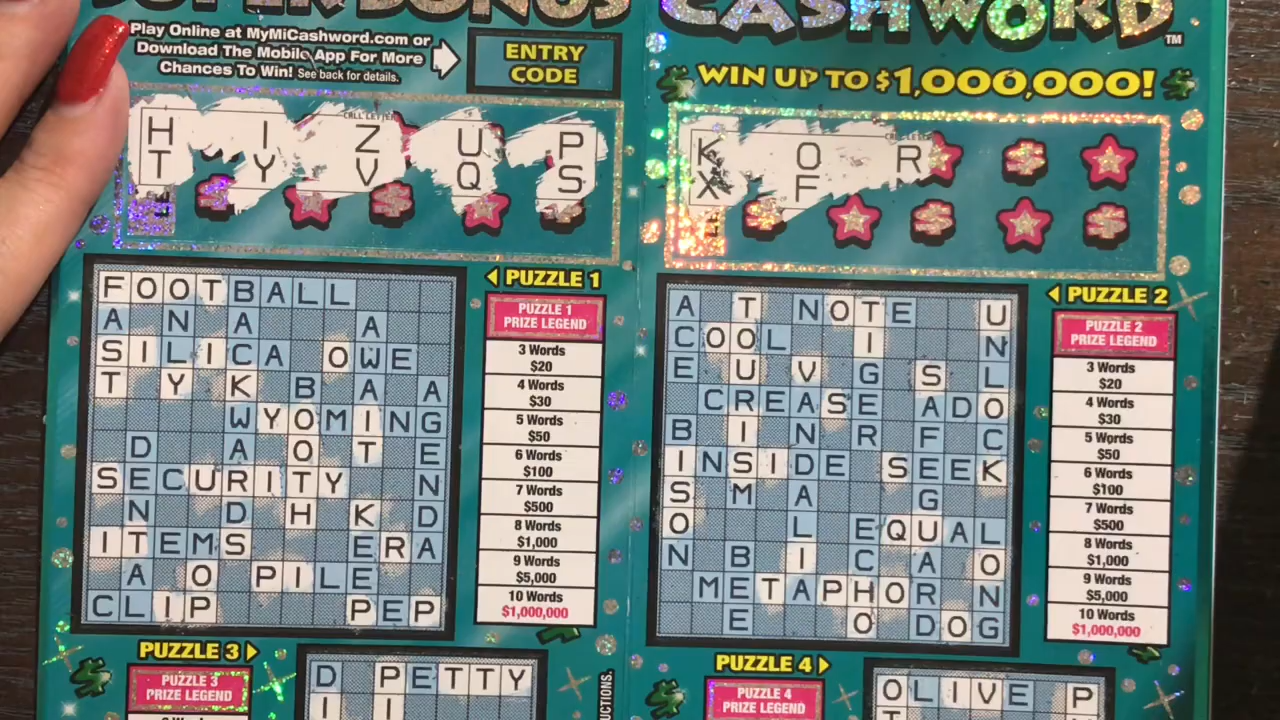 SUPER BONUS
CASHWORD™
Play Online at MyMiCashword.com or
Download The Mobile App For More
Chances To Win! See back for details.
ENTRY
CODE
WIN UP TO $1,000,000!
H I Z U P
T Y V Q S
K O R
X F
PUZZLE 1
PUZZLE 1
PRIZE LEGEND
3 Words
$20
4 Words
$30
5 Words
$50
6 Words
$100
7 Words
$500
8 Words
$1,000
9 Words
$5,000
10 Words
$1,000,000
FOOTBALL
A N A A
SILICA OWE
T Y K B A A
WYOMING
D A O T E
SECURITY N
N D H K D
ITEMS ERA
A O PILE
CLIP PEP
PUZZLE 2
PUZZLE 2
PRIZE LEGEND
3 Words
$20
4 Words
$30
5 Words
$50
6 Words
$100
7 Words
$500
8 Words
$1,000
9 Words
$5,000
10 Words
$1,000,000
A T NOTE U
COOL I N
E U V G S L
CREASE ADO
B I N R F C
INSIDE SEEK
S M A G
O L EQUAL
N B I C A O
METAPHOR N
E O DOG
PUZZLE 3
PUZZLE 3
PRIZE LEGEND
D PETTY
I I
PUZZLE 4
PUZZLE 4
PRIZE LEGEND
OLIVE P